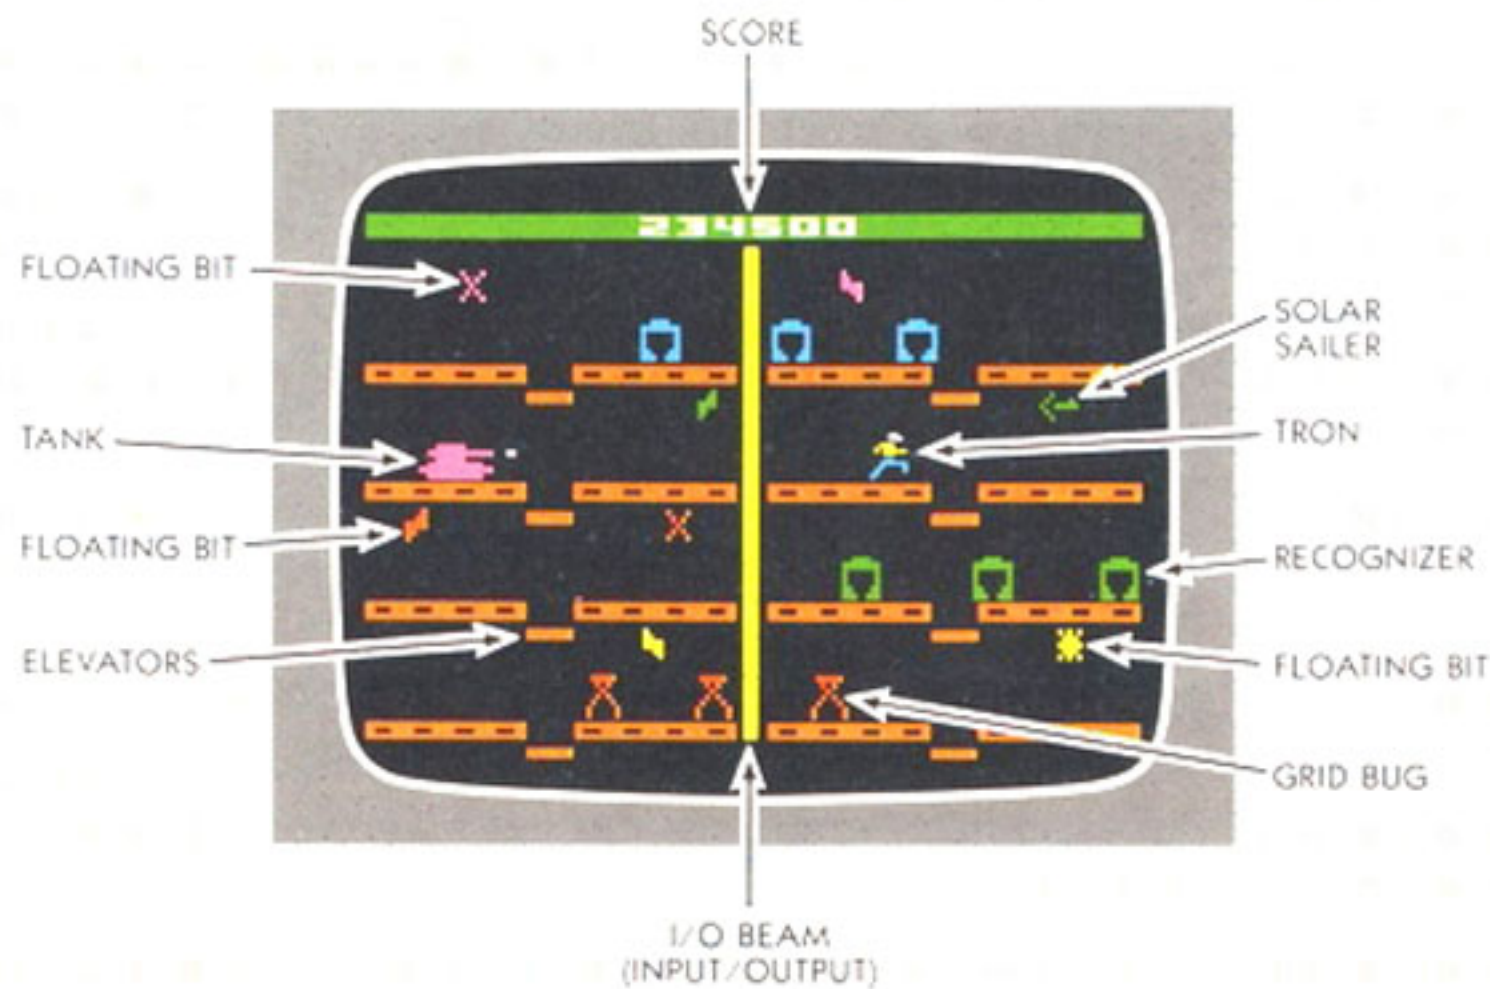 SCORE
234500
FLOATING BIT
SOLAR
SAILER
TANK
TRON
FLOATING BIT
RECOGNIZER
ELEVATORS
FLOATING BIT
GRID BUG
I/O BEAM
(INPUT/OUTPUT)